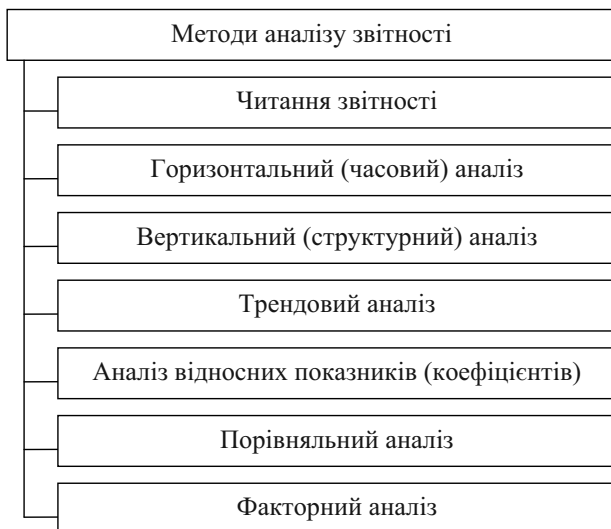 Методи аналізу звітності
Читання звітності
Горизонтальний (часовий) аналіз
Вертикальний (структурний) аналіз
Трендовий аналіз
Аналіз відносних показників (коефіцієнтів)
Порівняльний аналіз
Факторний аналіз